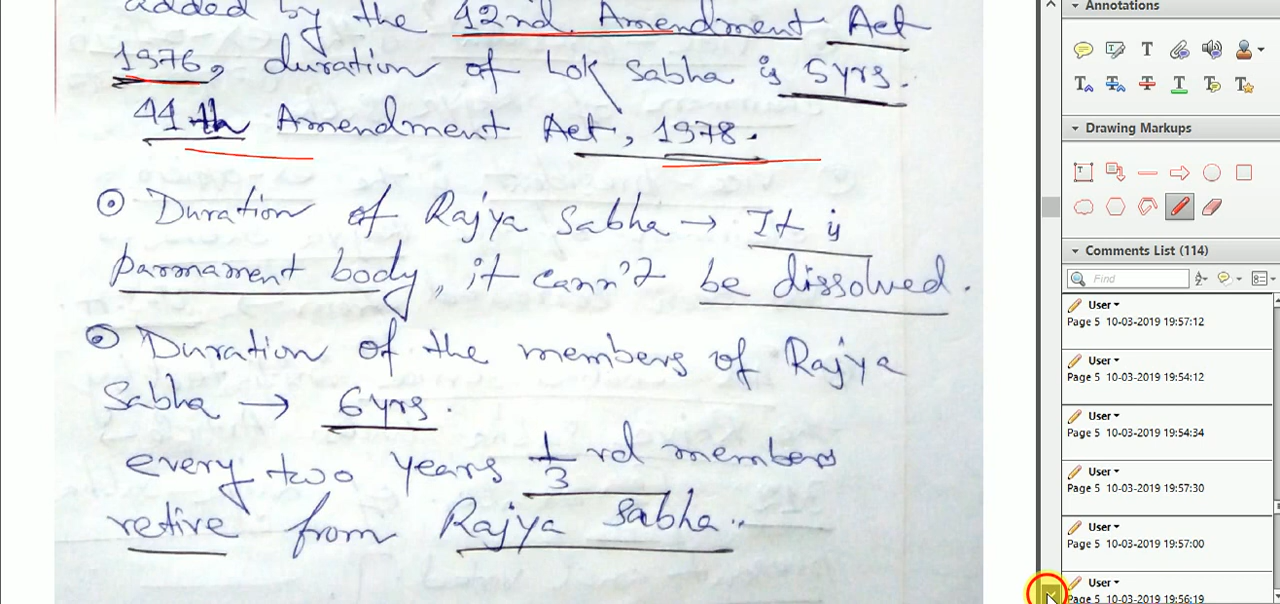 added by the 42nd Amendment Act
1976, duration of Lok Sabha is 5yrs.
44th Amendment Act, 1978.
Duration of Rajya Sabha → It is
parmament body, it cann't be dissolved.
Duration of the members of Rajya
Sabha → 6yrs.
every two years 1/3 rd members
retire from Rajya Sabha..
Annotations
T
T T T T T T
Drawing Markups
T
Comments List (114)
Find
User
Page 5 10-03-2019 19:57:12
User
Page 5 10-03-2019 19:54:12
User
Page 5 10-03-2019 19:54:34
User
Page 5 10-03-2019 19:57:30
User
Page 5 10-03-2019 19:57:00
User
Page 5 10-03-2019 19:56:19